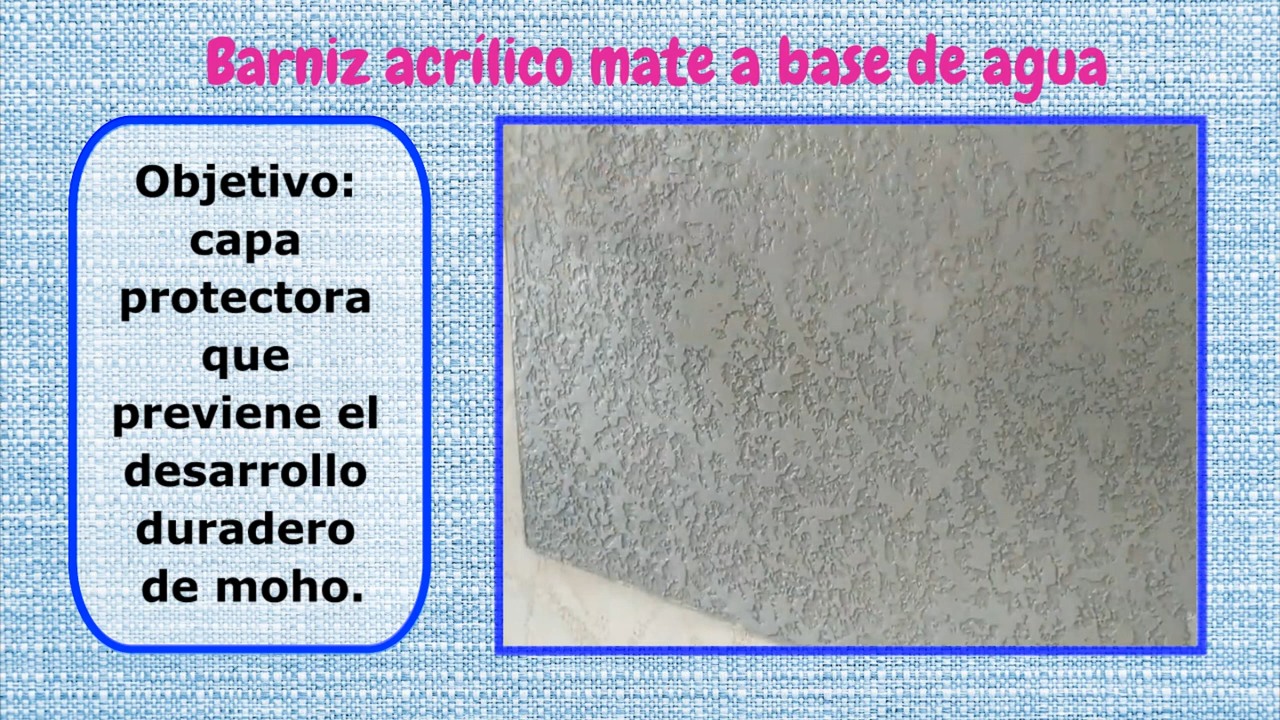 Barniz acrílico mate a base de agua
Objetivo:
capa
protectora
que
previene el
desarrollo
duradero
de moho.